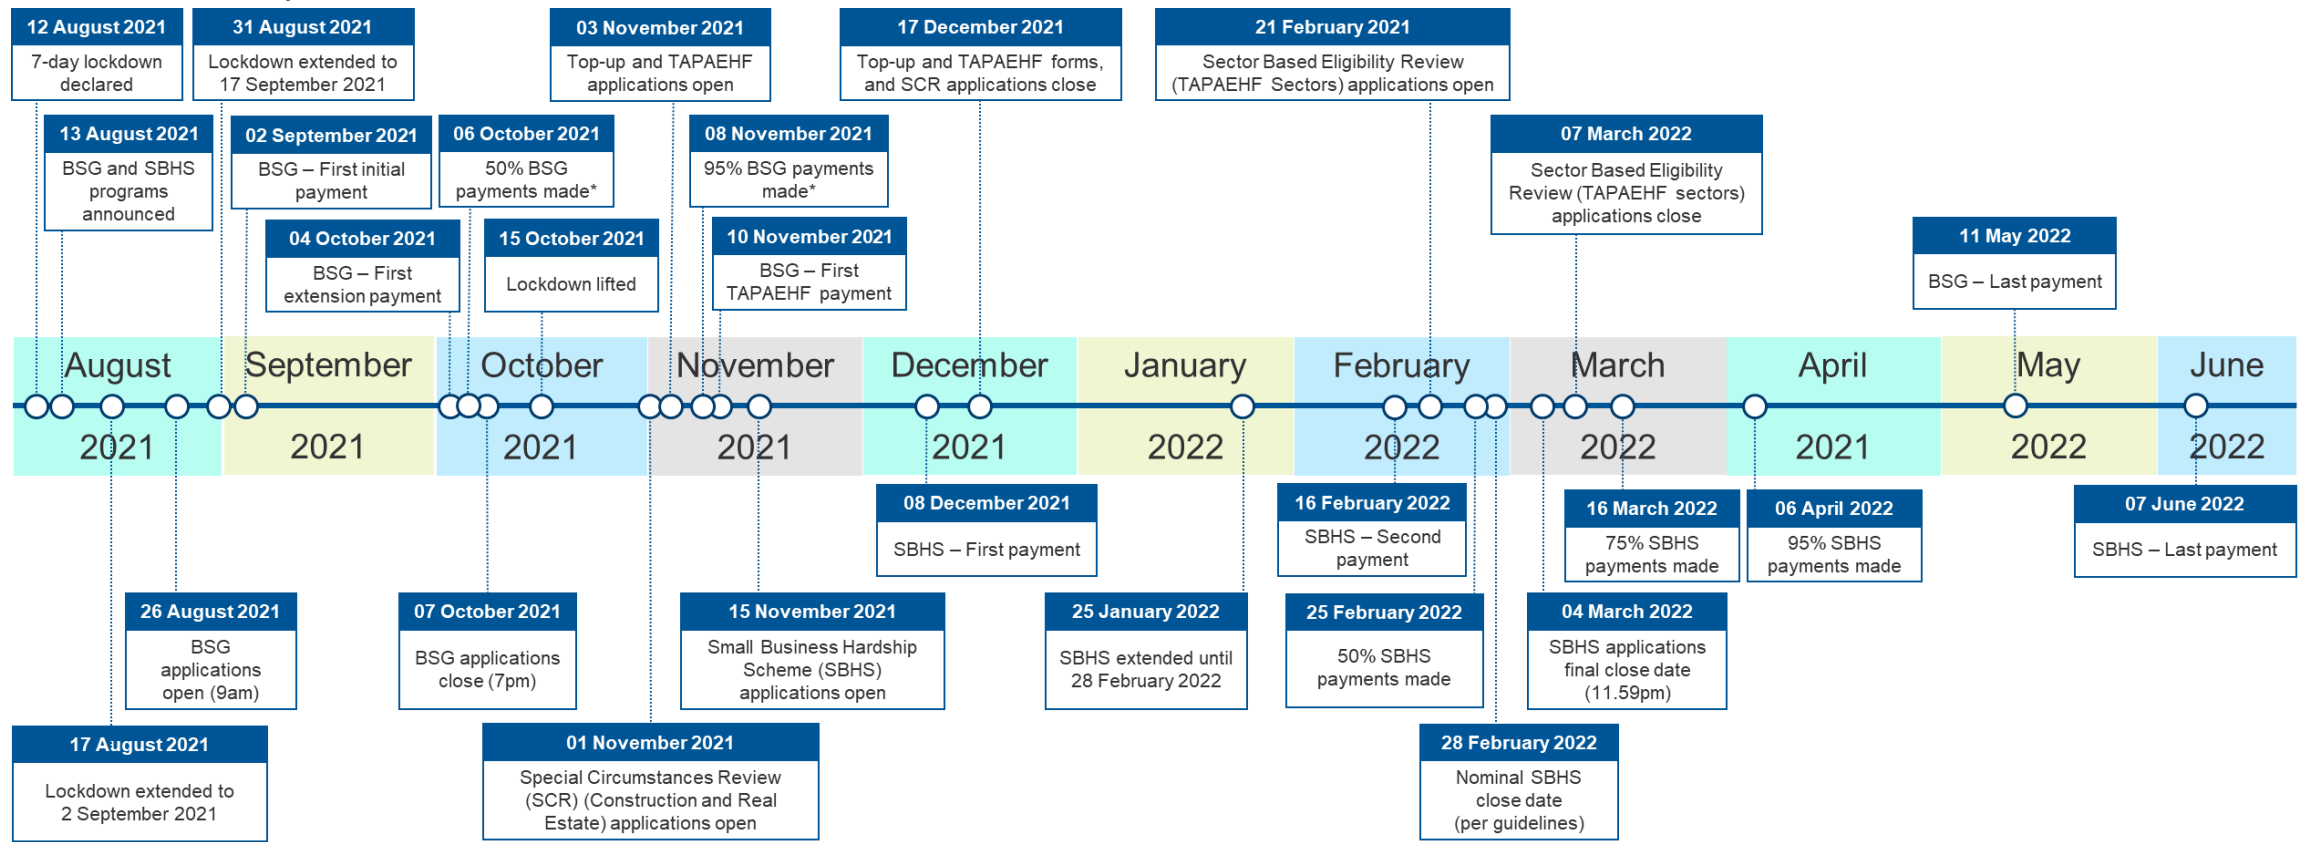 12 August 2021
7-day lockdown
declared
31 August 2021
Lockdown extended to
17 September 2021
03 November 2021
Top-up and TAPAEHF
applications open
17 December 2021
Top-up and TAPAEHF forms,
and SCR applications close
21 February 2021
Sector Based Eligibility Review
(TAPAEHF Sectors) applications open
13 August 2021
BSG and SBHS
programs
announced
02 September 2021
BSG – First initial
payment
06 October 2021
50% BSG
payments made*
08 November 2021
95% BSG payments
made*
07 March 2022
Sector Based Eligibility
Review (TAPAEHF sectors)
applications close
04 October 2021
BSG – First
extension payment
15 October 2021
Lockdown lifted
10 November 2021
BSG – First
TAPAEHF payment
11 May 2022
BSG – Last payment
August
September
October
November
December
January
February
March
April
May
June
2021
2021
2021
2021
2021
2022
2022
2022
2021
2022
2022
08 December 2021
SBHS – First payment
16 February 2022
SBHS – Second
payment
16 March 2022
75% SBHS
payments made
06 April 2022
95% SBHS
payments made
07 June 2022
SBHS – Last payment
26 August 2021
BSG
applications
open (9am)
07 October 2021
BSG applications
close (7pm)
15 November 2021
Small Business Hardship
Scheme (SBHS)
applications open
25 January 2022
SBHS extended until
28 February 2022
25 February 2022
50% SBHS
payments made
04 March 2022
SBHS applications
final close date
(11.59pm)
17 August 2021
Lockdown extended to
2 September 2021
01 November 2021
Special Circumstances Review
(SCR) (Construction and Real
Estate) applications open
28 February 2022
Nominal SBHS
close date
(per guidelines)